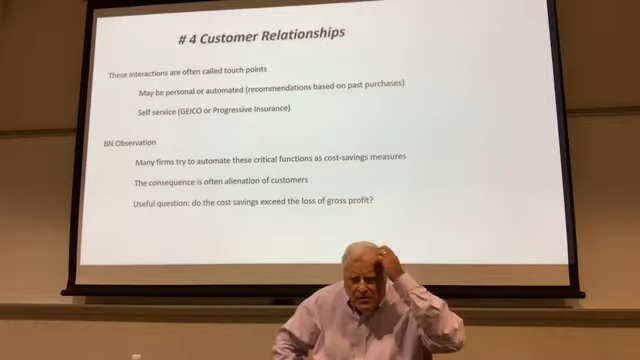 # 4 Customer Relationships
These interactions are often called touch points
May be personal or automated (recommendations based on past purchases)
Self service (GEICO or Progressive Insurance)
BN Observation
Many firms try to automate these critical functions as cost-savings measures
The consequence is often alienation of customers
Useful question: do the cost savings exceed the loss of gross profit?